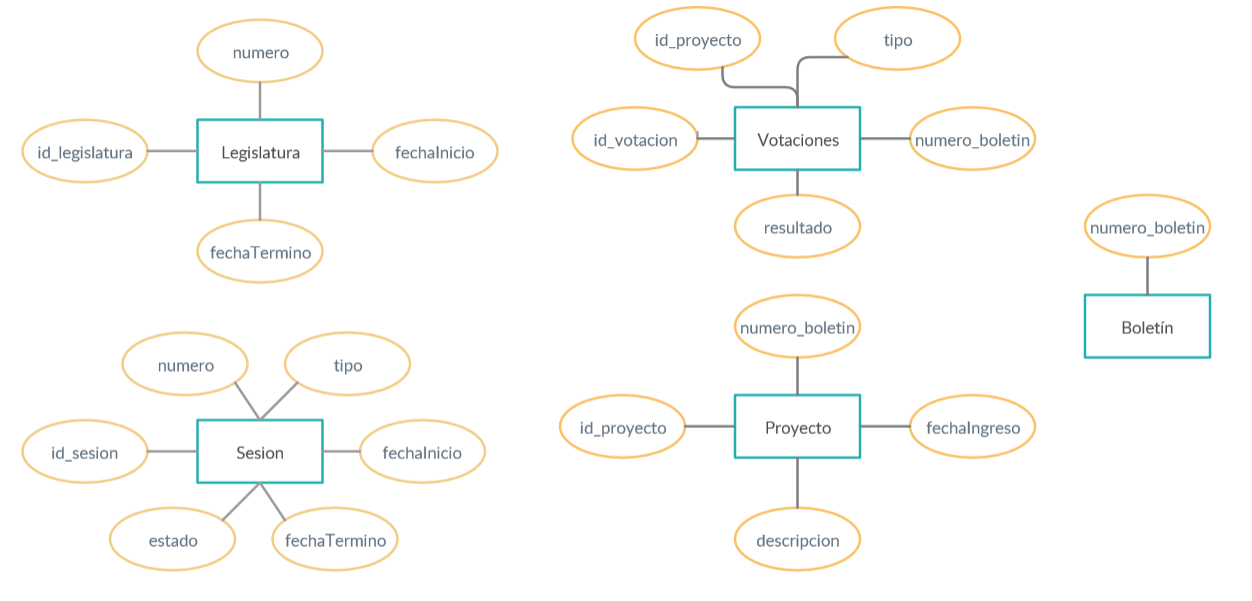 numero
id_legislatura
Legislatura
fechaInicio
fechaTermino
numero
tipo
id_sesion
Sesion
fechaInicio
estado
fechaTermino
id_proyecto
tipo
id_votacion
Votaciones
numero_boletin
resultado
numero_boletin
id_proyecto
Proyecto
fechaIngreso
descripcion
numero_boletin
Boletín